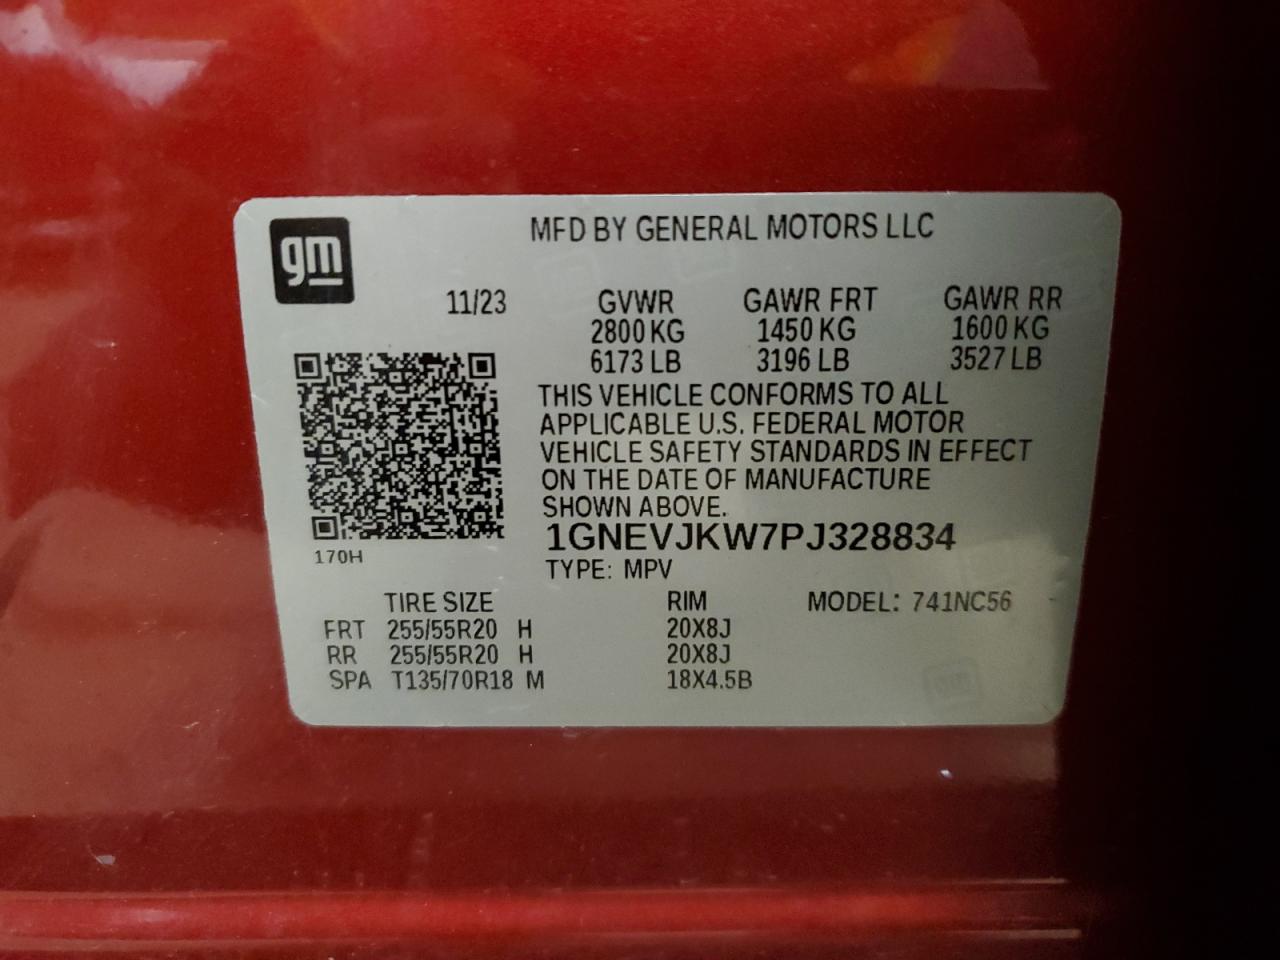 gm
MFD BY GENERAL MOTORS LLC
11/23 GVWR GAWR FRT GAWR RR
2800 KG 1450 KG 1600 KG
6173 LB 3196 LB 3527 LB
THIS VEHICLE CONFORMS TO ALL
APPLICABLE U.S. FEDERAL MOTOR
VEHICLE SAFETY STANDARDS IN EFFECT
ON THE DATE OF MANUFACTURE
SHOWN ABOVE.
1GNEVJKW7PJ328834
170H
TYPE: MPV
TIRE SIZE RIM MODEL: 741NC56
FRT 255/55R20 H 20X8J
RR 255/55R20 H 20X8J
SPA T135/70R18 M 18X4.5B
gm